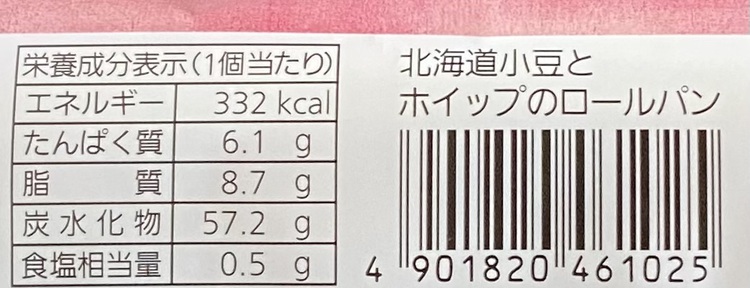 栄養成分表示(1個当たり)
エネルギー 332 kcal
たんぱく質 6.1 g
脂質 8.7 g
炭水化物 57.2 g
食塩相当量 0.5 g
北海道小豆と
ホイップのロールパン
4 901820 461025